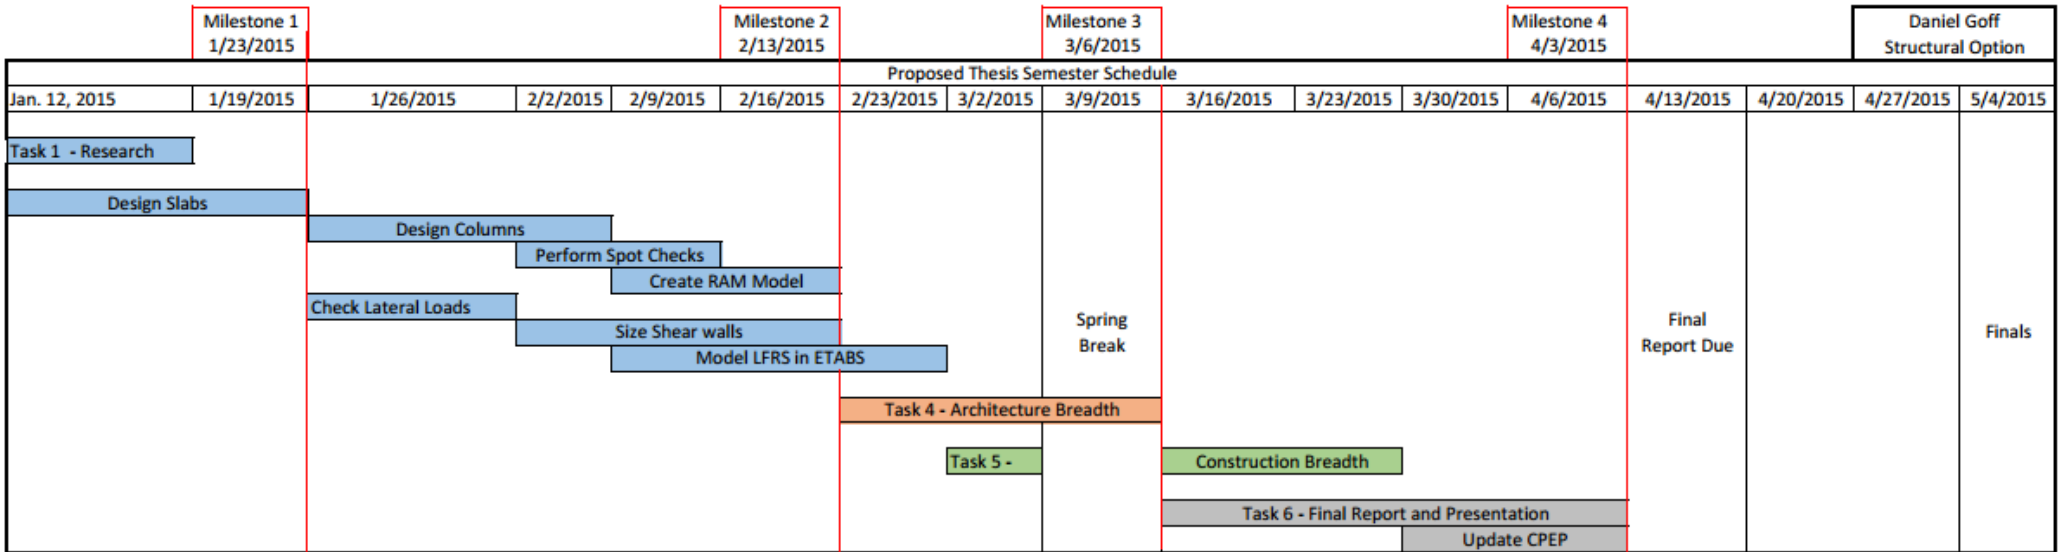 Milestone 1
1/23/2015
Milestone 2
2/13/2015
Milestone 3
3/6/2015
Milestone 4
4/3/2015
Daniel Goff
Structural Option
Proposed Thesis Semester Schedule
Jan. 12, 2015 1/19/2015 1/26/2015 2/2/2015 2/9/2015 2/16/2015 2/23/2015 3/2/2015 3/9/2015 3/16/2015 3/23/2015 3/30/2015 4/6/2015 4/13/2015 4/20/2015 4/27/2015 5/4/2015
Task 1 - Research
Design Slabs
Design Columns
Perform Spot Checks
Create RAM Model
Check Lateral Loads
Size Shear walls
Model LFRS in ETABS
Spring
Break
Final
Report Due
Finals
Task 4 - Architecture Breadth
Task 5 - Construction Breadth
Task 6 - Final Report and Presentation
Update CPEP